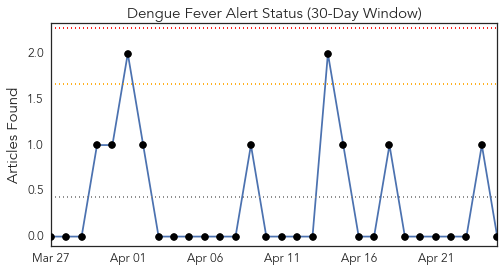 Dengue Fever Alert Status (30-Day Window)
Articles Found
2.0
1.5
1.0
0.5
0.0
Mar 27 Apr 01 Apr 06 Apr 11 Apr 16 Apr 21